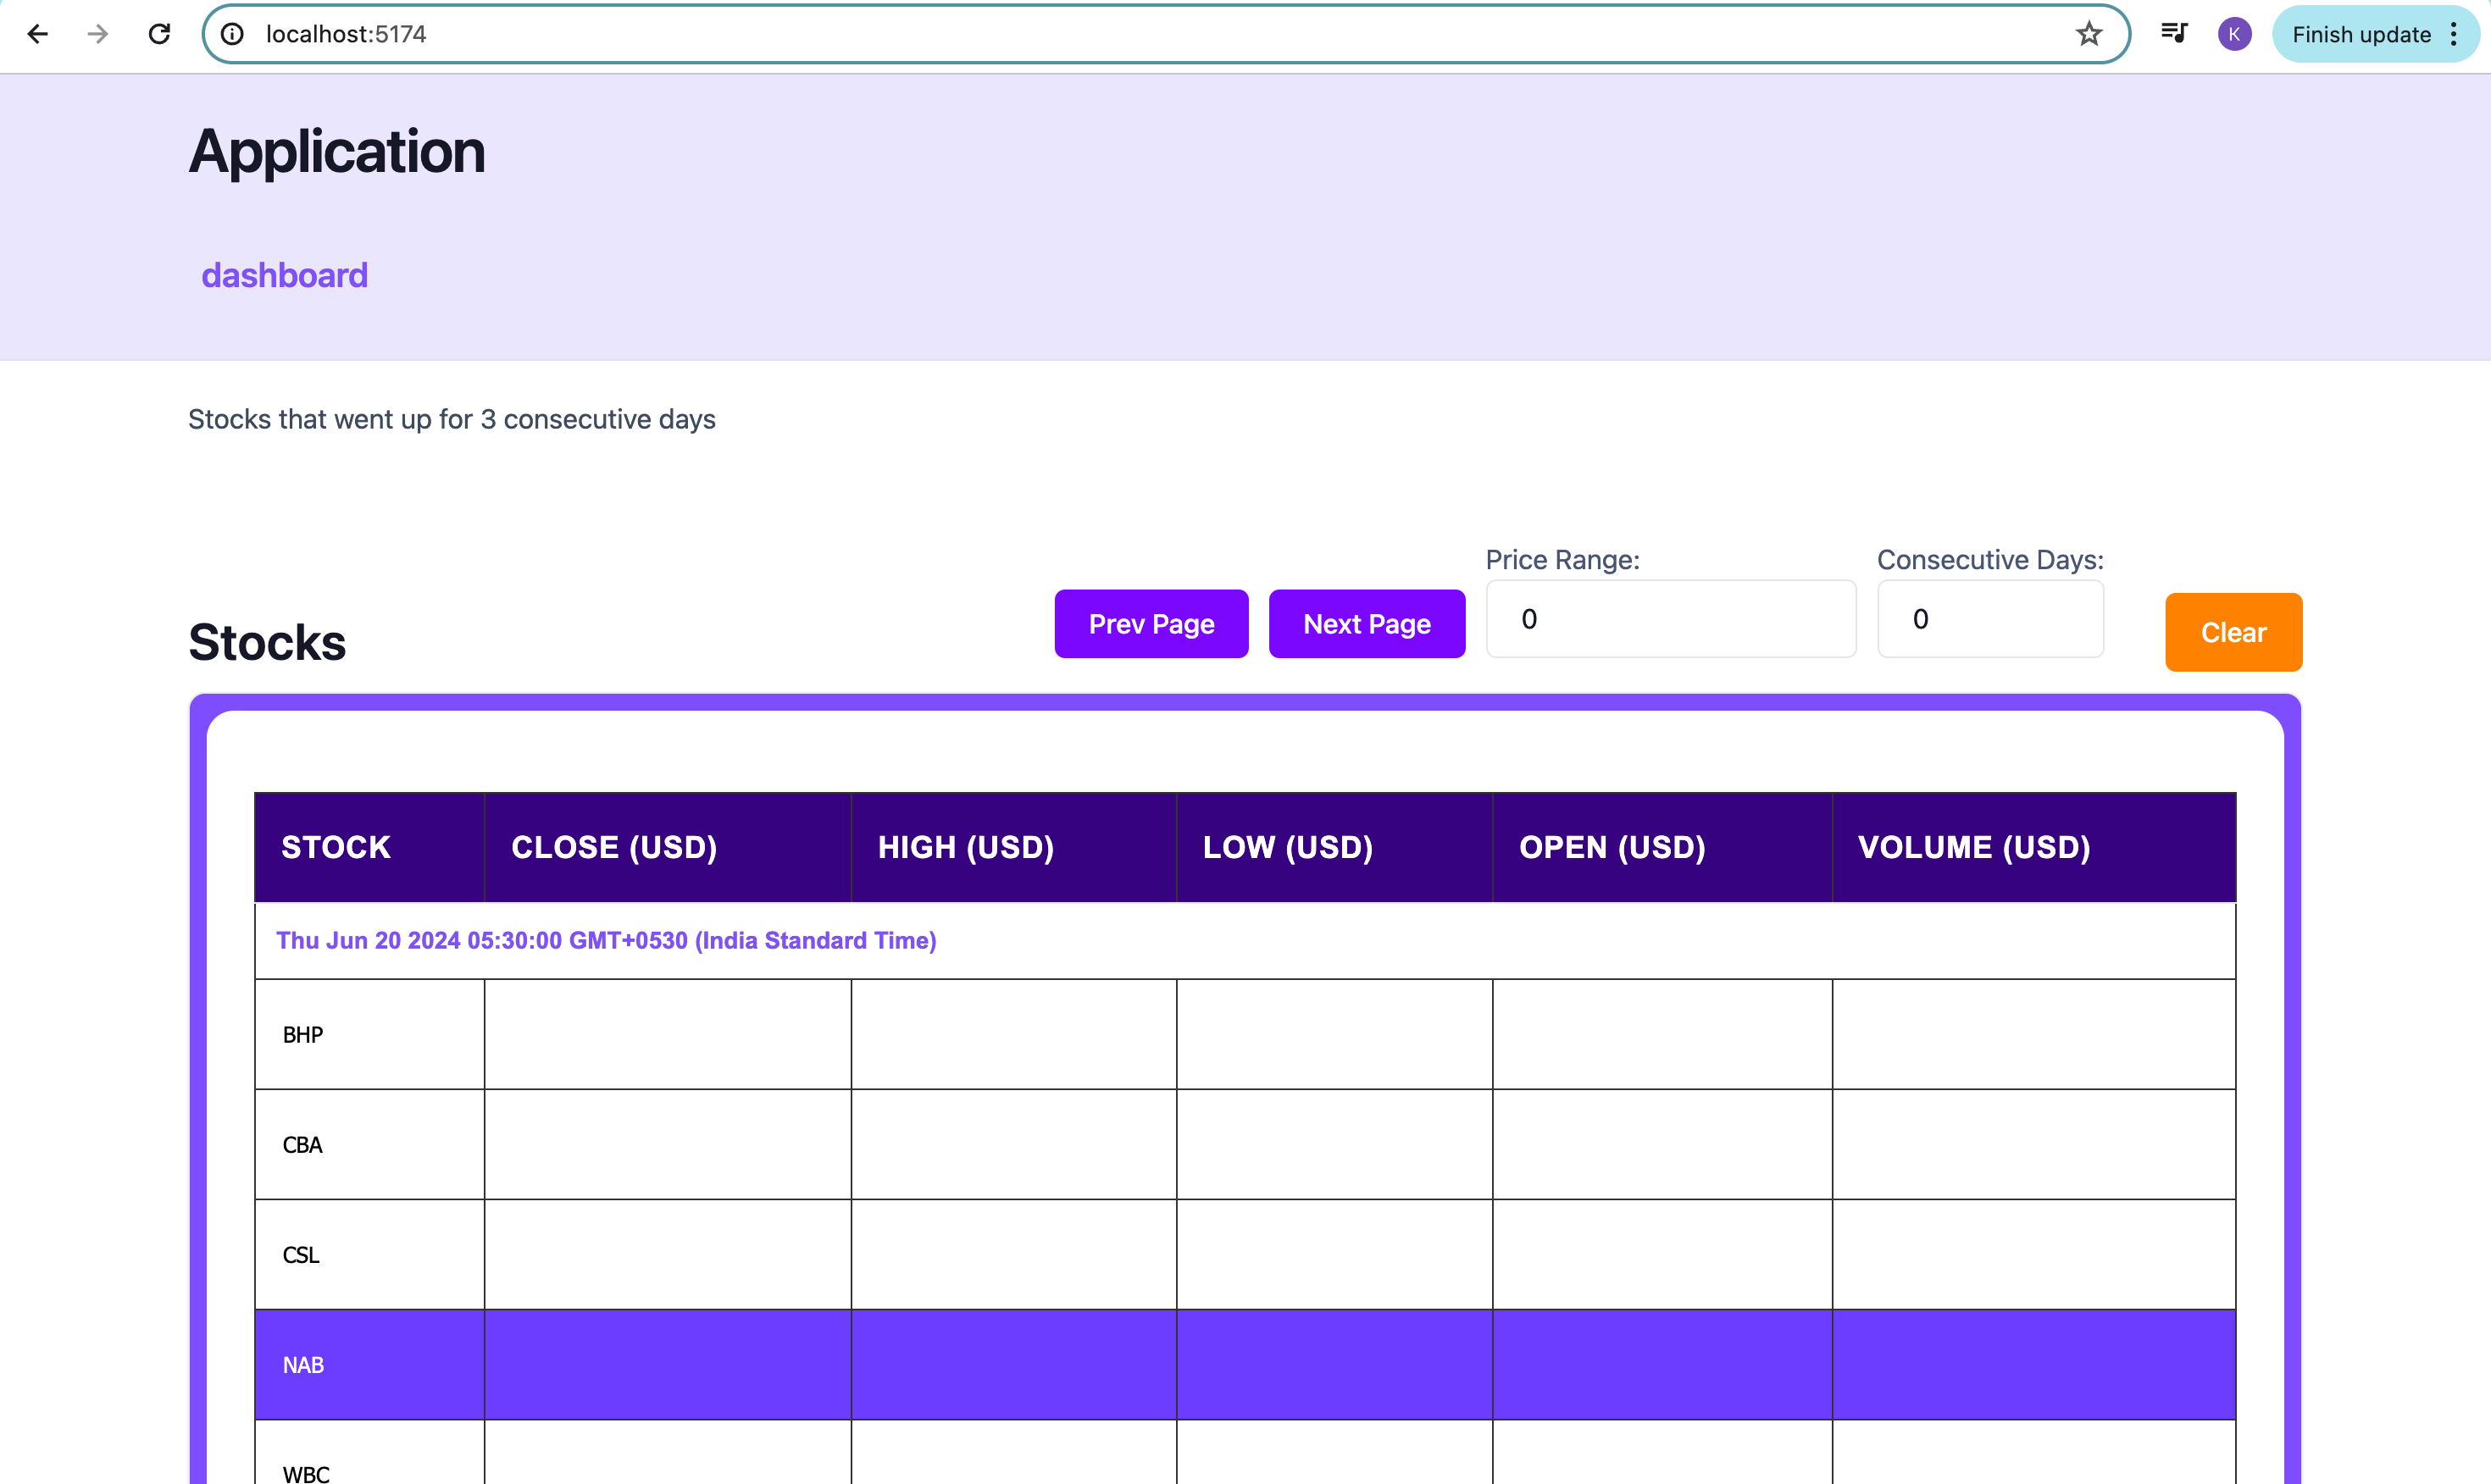 localhost:5174
K
Finish update
Application
dashboard
Stocks that went up for 3 consecutive days
Price Range:
Consecutive Days:
Stocks
Prev Page
Next Page
0
0
Clear
STOCK CLOSE (USD) HIGH (USD) LOW (USD) OPEN (USD) VOLUME (USD)
Thu Jun 20 2024 05:30:00 GMT+0530 (India Standard Time)
BHP
CBA
CSL
NAB
WBC